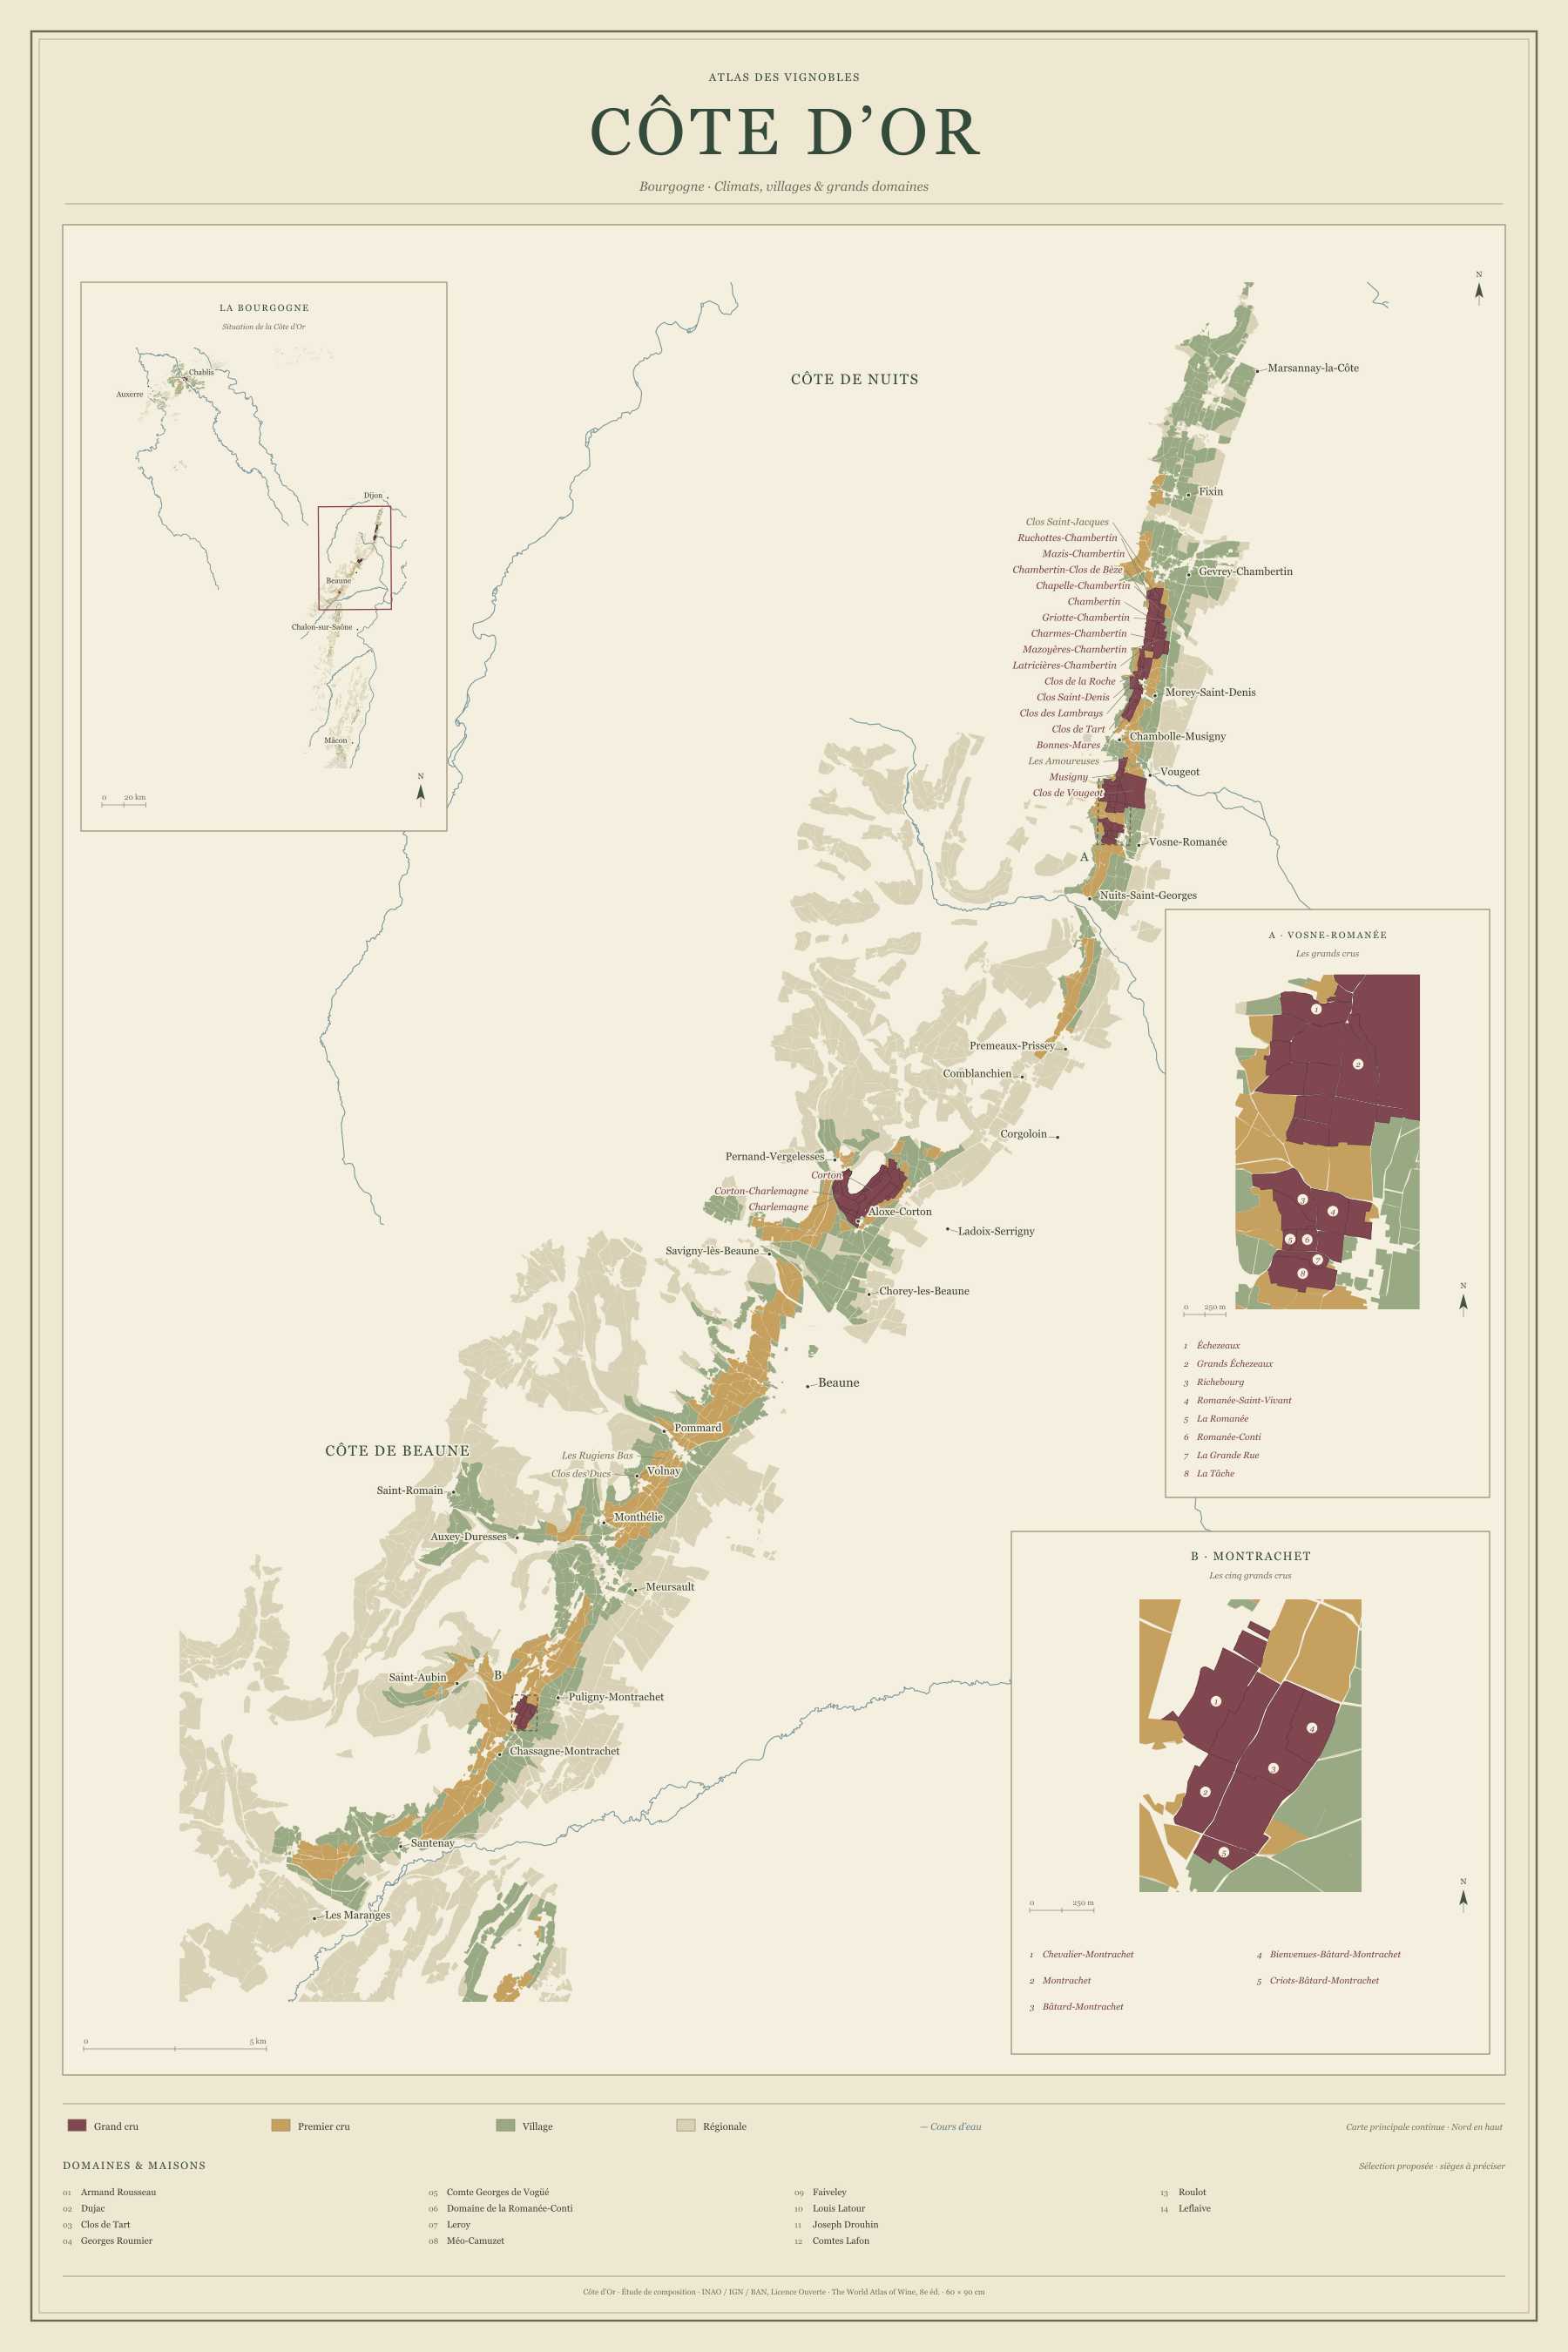 ATLAS DES VIGNOBLES
CÔTE D’OR
Bourgogne · Climats, villages & grands domaines
LA BOURGOGNE
Situation de la Côte d’Or
Chablis
Auxerre
Dijon
Beaune
Chalon-sur-Saône
Mâcon
N
0 20 km
N
CÔTE DE NUITS
Marsannay-la-Côte
Fixin
Clos Saint-Jacques
Ruchottes-Chambertin
Mazis-Chambertin
Chambertin-Clos de Bèze
Gevrey-Chambertin
Chapelle-Chambertin
Chambertin
Griotte-Chambertin
Charmes-Chambertin
Mazoyères-Chambertin
Latricières-Chambertin
Clos de la Roche
Morey-Saint-Denis
Clos Saint-Denis
Clos des Lambrays
Clos de Tart
Chambolle-Musigny
Bonnes-Mares
Les Amoureuses
Vougeot
Musigny
Clos de Vougeot
Vosne-Romanée
A
Nuits-Saint-Georges
Premeaux-Prissey
Comblanchien
Corgoloin
Pernand-Vergelesses
Corton
Corton-Charlemagne
Charlemagne
Aloxe-Corton
Ladoix-Serrigny
Savigny-lès-Beaune
Chorey-les-Beaune
Beaune
Pommard
CÔTE DE BEAUNE
Les Rugiens Bas
Volnay
Clos des Ducs
Saint-Romain
Monthélie
Auxey-Duresses
Meursault
B
Saint-Aubin
Puligny-Montrachet
Chassagne-Montrachet
Santenay
Les Maranges
0 5 km
A · VOSNE-ROMANÉE
Les grands crus
1
2
3
4
5 6
7
8
N
0 250 m
1 Échezeaux
2 Grands Échezeaux
3 Richebourg
4 Romanée-Saint-Vivant
5 La Romanée
6 Romanée-Conti
7 La Grande Rue
8 La Tâche
B · MONTRACHET
Les cinq grands crus
1
4
3
2
5
N
0 250 m
1 Chevalier-Montrachet
2 Montrachet
3 Bâtard-Montrachet
4 Bienvenues-Bâtard-Montrachet
5 Criots-Bâtard-Montrachet
Grand cru
Premier cru
Village
Régionale
— Cours d’eau
Carte principale continue · Nord en haut
DOMAINES & MAISONS
Sélection proposée · sièges à préciser
01 Armand Rousseau
02 Dujac
03 Clos de Tart
04 Georges Roumier
05 Comte Georges de Vogüé
06 Domaine de la Romanée-Conti
07 Leroy
08 Méo-Camuzet
09 Faiveley
10 Louis Latour
11 Joseph Drouhin
12 Comtes Lafon
13 Roulot
14 Leflaive
Côte d’Or · Étude de composition · INAO / IGN / BAN, Licence Ouverte · The World Atlas of Wine, 8e éd. · 60 × 90 cm